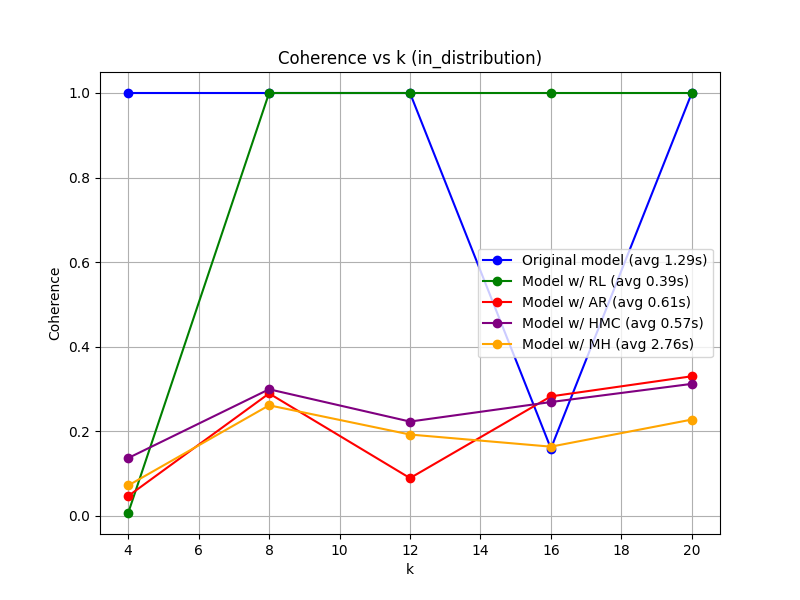 Coherence vs k (in_distribution)
Coherence
1.0
0.8
0.6
0.4
0.2
0.0
Original model (avg 1.29s)
Model w/ RL (avg 0.39s)
Model w/ AR (avg 0.61s)
Model w/ HMC (avg 0.57s)
Model w/ MH (avg 2.76s)
4 6 8 10 12 14 16 18 20
k